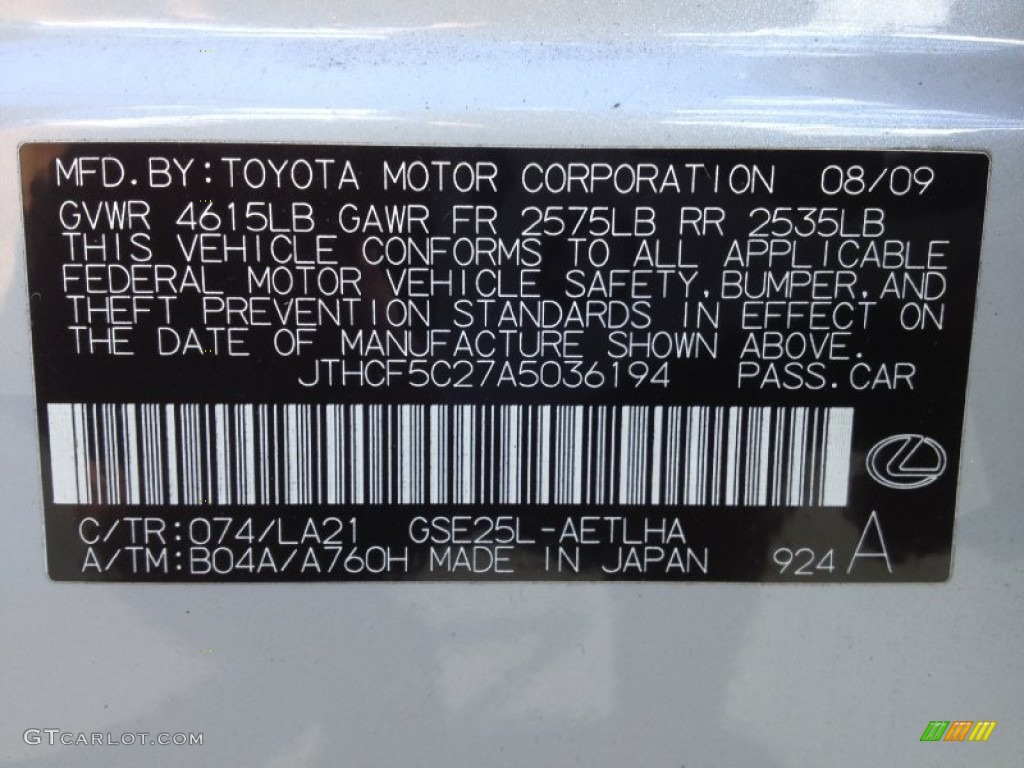 MFD. BY: TOYOTA MOTOR CORPORATION 08/09
GVWR 4615LB GAWR FR 2575LB RR 2535LB
THIS VEHICLE CONFORMS TO ALL APPLICABLE
FEDERAL MOTOR VEHICLE SAFETY, BUMPER, AND
THEFT PREVENTION STANDARDS IN EFFECT ON
THE DATE OF MANUFACTURE SHOWN ABOVE.
JTHCF5C27A5036194 PASS. CAR
C/TR: 074/LA21 GSE25L-AETLHA
A/TM: B04A/A760H MADE IN JAPAN 924 A
GTCARLOT.COM